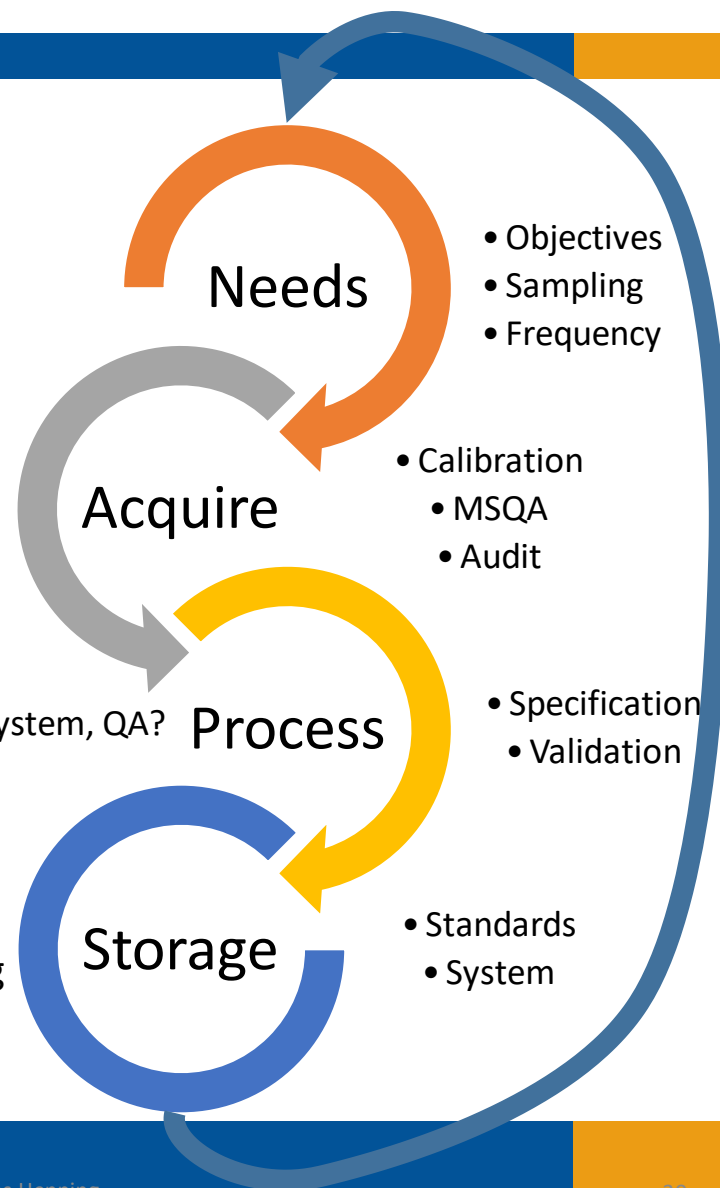 Needs
• Objectives
• Sampling
• Frequency
Acquire
• Calibration
• MSQA
• Audit
ystem, QA?
Process
• Specification
• Validation
Storage
• Standards
• System
g